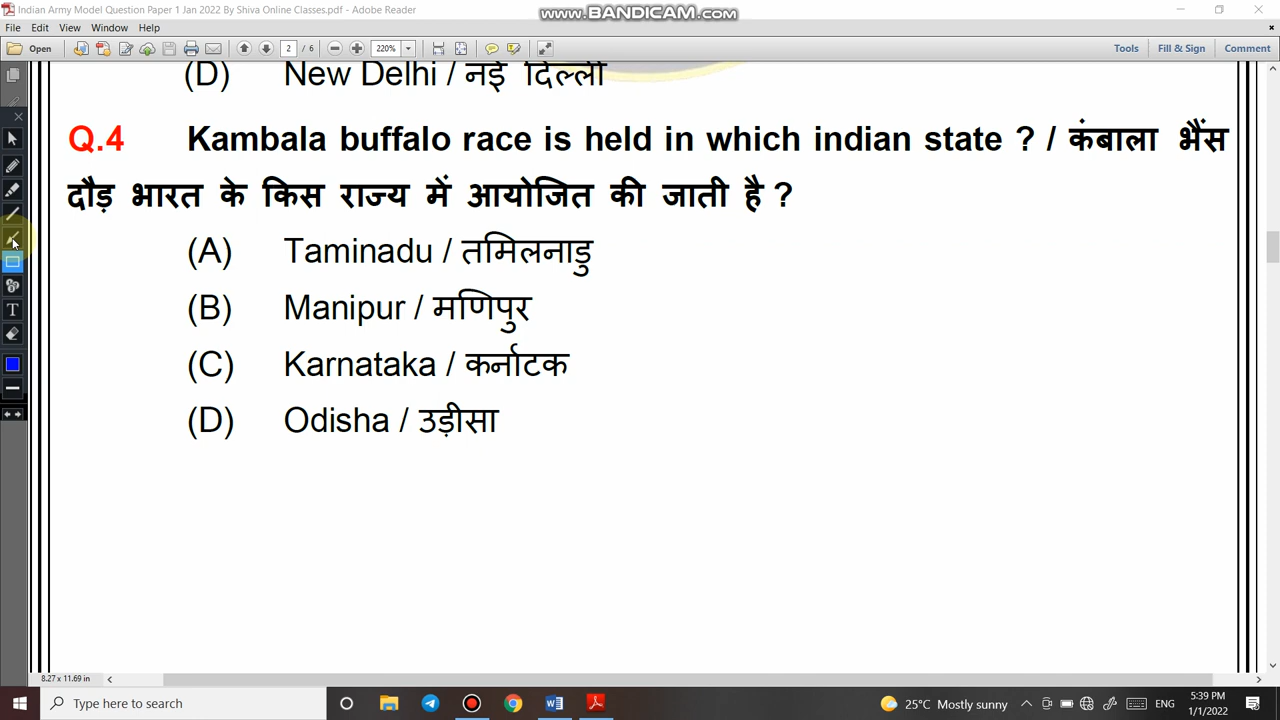 Indian Army Model Question Paper 1 Jan 2022 By Shiva Online Classes.pdf - Adobe Reader
www.BANDICAM.com
File Edit View Window Help
Open 2 / 6 220% Tools Fill & Sign Comment
(D) New Delhi / नई दिल्ली
Q.4 Kambala buffalo race is held in which indian state ? / कंबाला भैंस
दौड़ भारत के किस राज्य में आयोजित की जाती है ?
(A) Taminadu / तमिलनाडु
(B) Manipur / मणिपुर
(C) Karnataka / कर्नाटक
(D) Odisha / उड़ीसा
8.27 x 11.69 in
Type here to search
25°C Mostly sunny
ENG
5:39 PM
1/1/2022